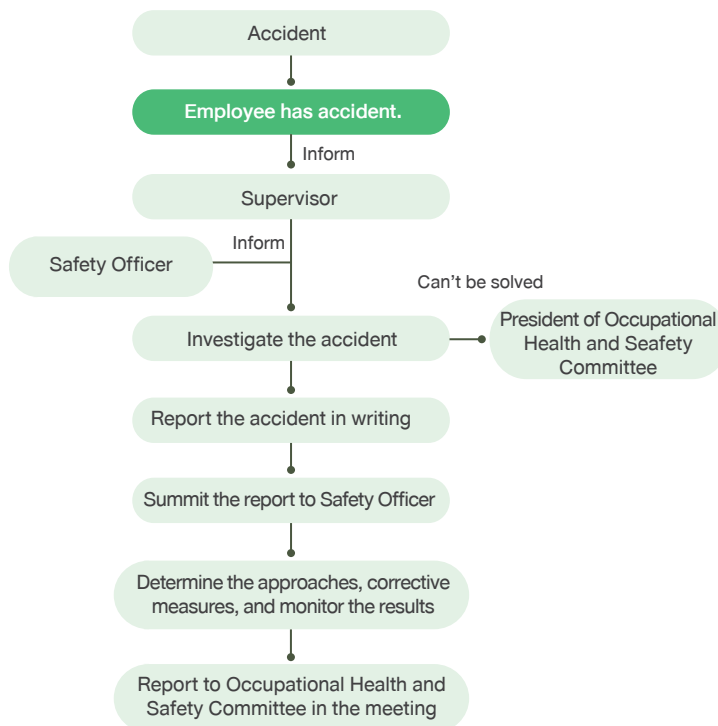 Accident
Employee has accident.
Inform
Supervisor
Inform
Safety Officer
Can't be solved
Investigate the accident
President of Occupational
Health and Seafety
Committee
Report the accident in writing
Summit the report to Safety Officer
Determine the approaches, corrective
measures, and monitor the results
Report to Occupational Health and
Safety Committee in the meeting